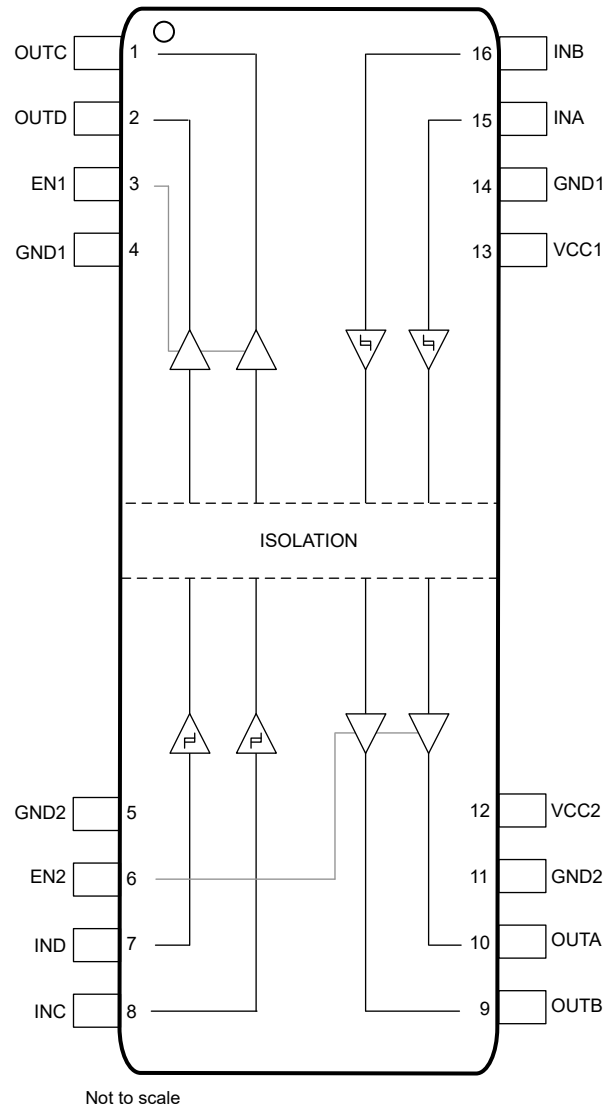 OUTC 1 16 INB
OUTD 2 15 INA
EN1 3 14 GND1
GND1 4 13 VCC1
ISOLATION
GND2 5 12 VCC2
EN2 6 11 GND2
IND 7 10 OUTA
INC 8 9 OUTB
Not to scale